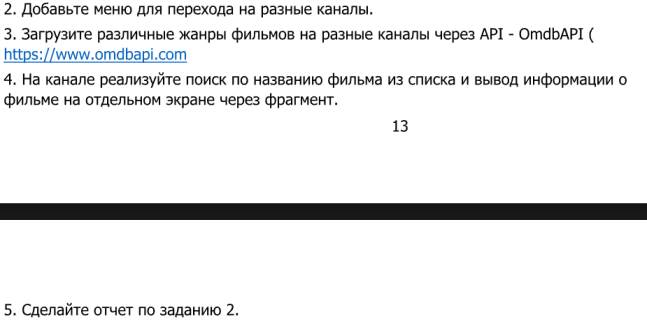 2. Добавьте меню для перехода на разные каналы.
3. Загрузите различные жанры фильмов на разные каналы через API - OmdbAPI (
https://www.omdbapi.com
4. На канале реализуйте поиск по названию фильма из списка и вывод информации о
фильме на отдельном экране через фрагмент.
13
5. Сделайте отчет по заданию 2.